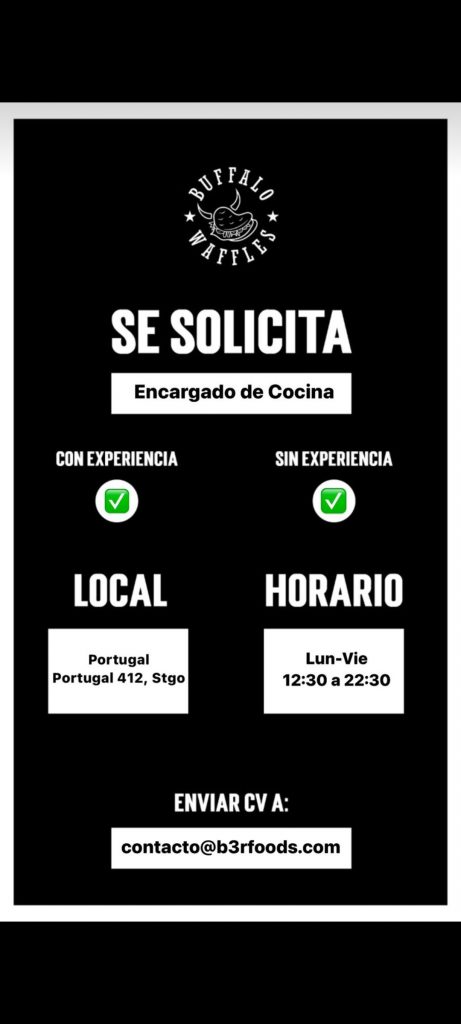 BUFFALO
WAFFLES
SE SOLICITA
Encargado de Cocina
CON EXPERIENCIA
SIN EXPERIENCIA
LOCAL
HORARIO
Portugal
Portugal 412, Stgo
Lun-Vie
12:30 a 22:30
ENVIAR CV A:
contacto@b3rfoods.com